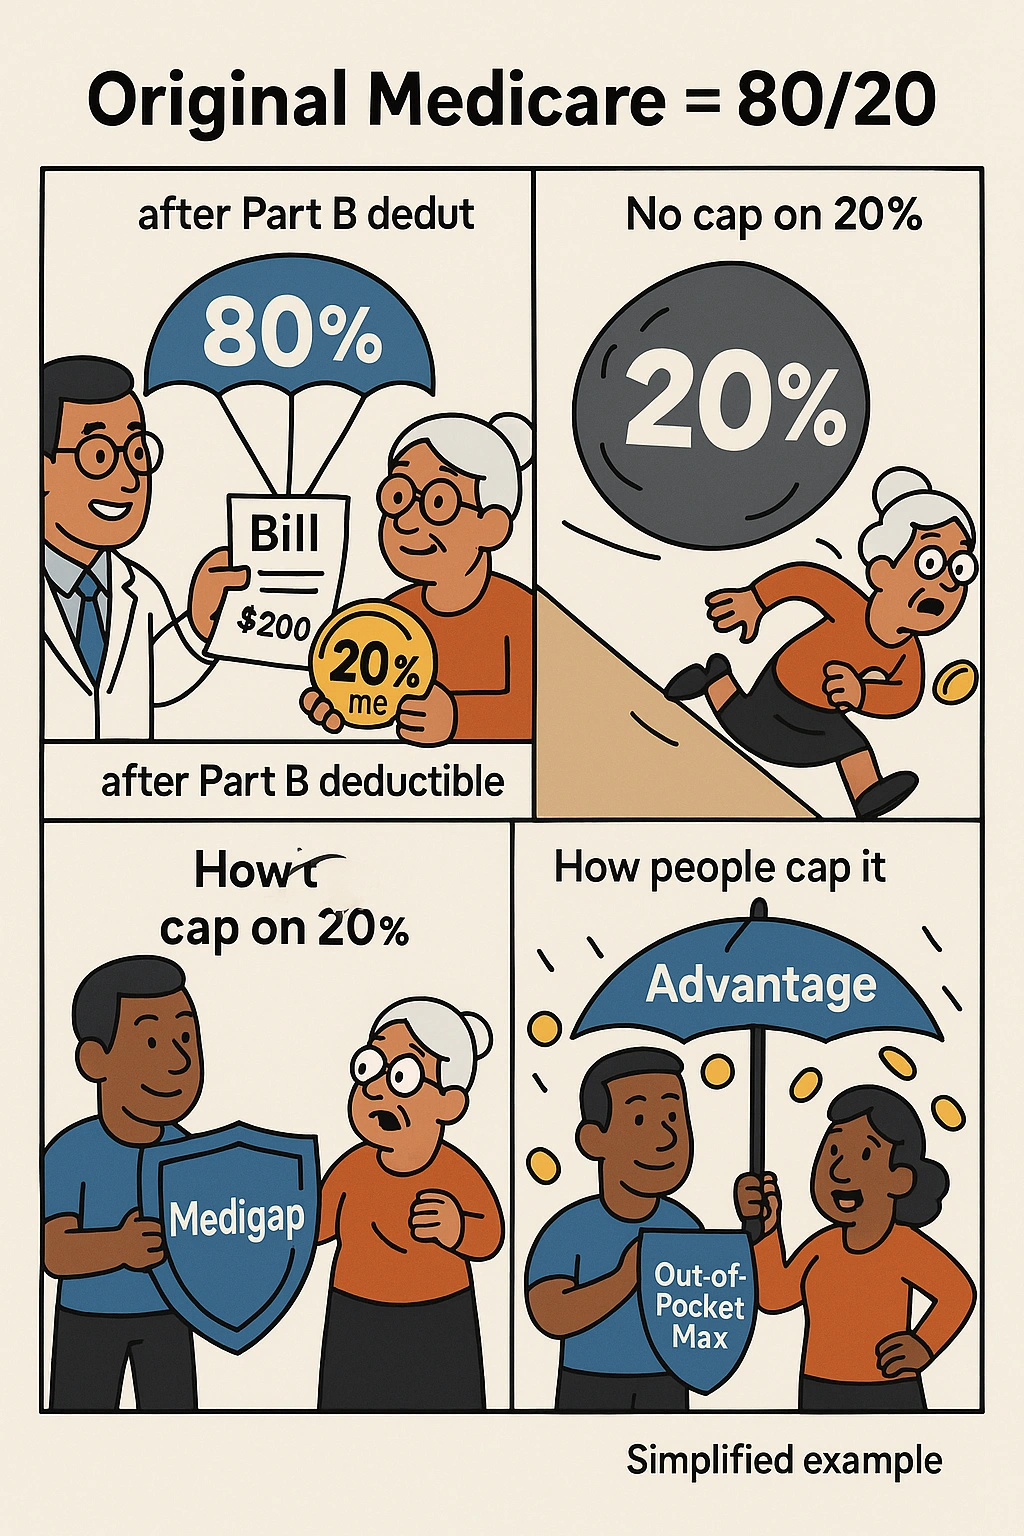 Original Medicare = 80/20
after Part B dedut
80%
Bill
$200
20%
me
after Part B deductible
No cap on 20%
20%
How't
cap on 20%
Medigap
How people cap it
Advantage
Out-of-
Pocket
Max
Simplified example